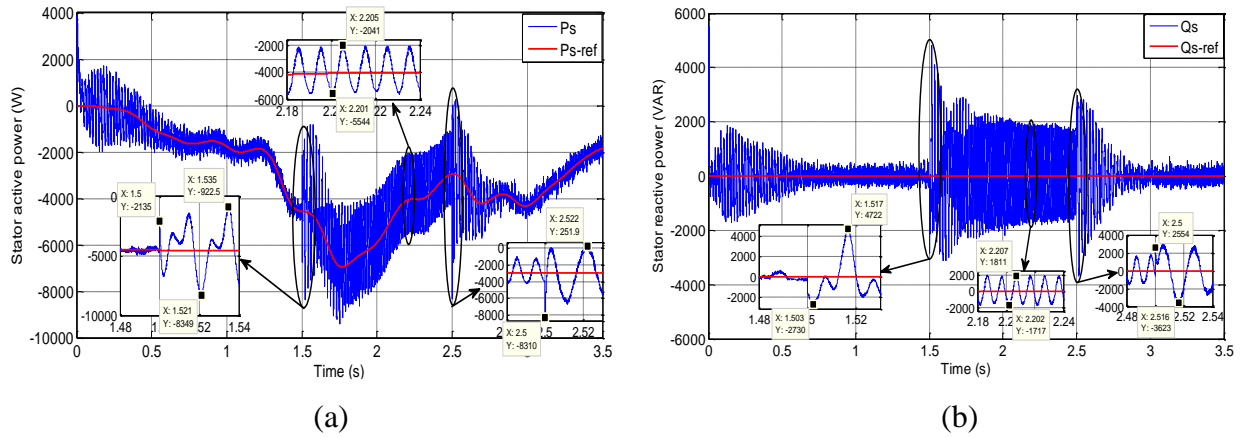 X: 2.205
Y: -2041
Ps
Ps-ref
4000
2000
0
-2000
-4000
-6000
-8000
-10000
Stator active power (W)
-2000
-4000
-6000
2.18
2.24
X: 2.201
Y: -5544
X: 1.5
Y: -2135
X: 1.535
Y: -922.5
0
-5000
-10000
1.48
1.52
1.54
X: 1.521
Y: -8349
X: 2.522
Y: 251.9
0
-2000
-4000
-6000
-8000
2.52
X: 2.5
Y: -8310
0 0.5 1 1.5 2 2.5 3 3.5
Time (s)
(a)
Qs
Qs-ref
6000
4000
2000
0
-2000
-4000
-6000
Stator reactive power (VAR)
X: 1.517
Y: 4722
4000
2000
0
-2000
1.48
1.52
X: 1.503
Y: -2730
X: 2.207
Y: 1811
2000
0
-2000
2.18
2.24
X: 2.202
Y: -1717
X: 2.5
Y: 2554
4000
2000
0
-2000
-4000
2.48
2.52
2.54
X: 2.516
Y: -3623
0 0.5 1 1.5 2 2.5 3 3.5
Time (s)
(b)